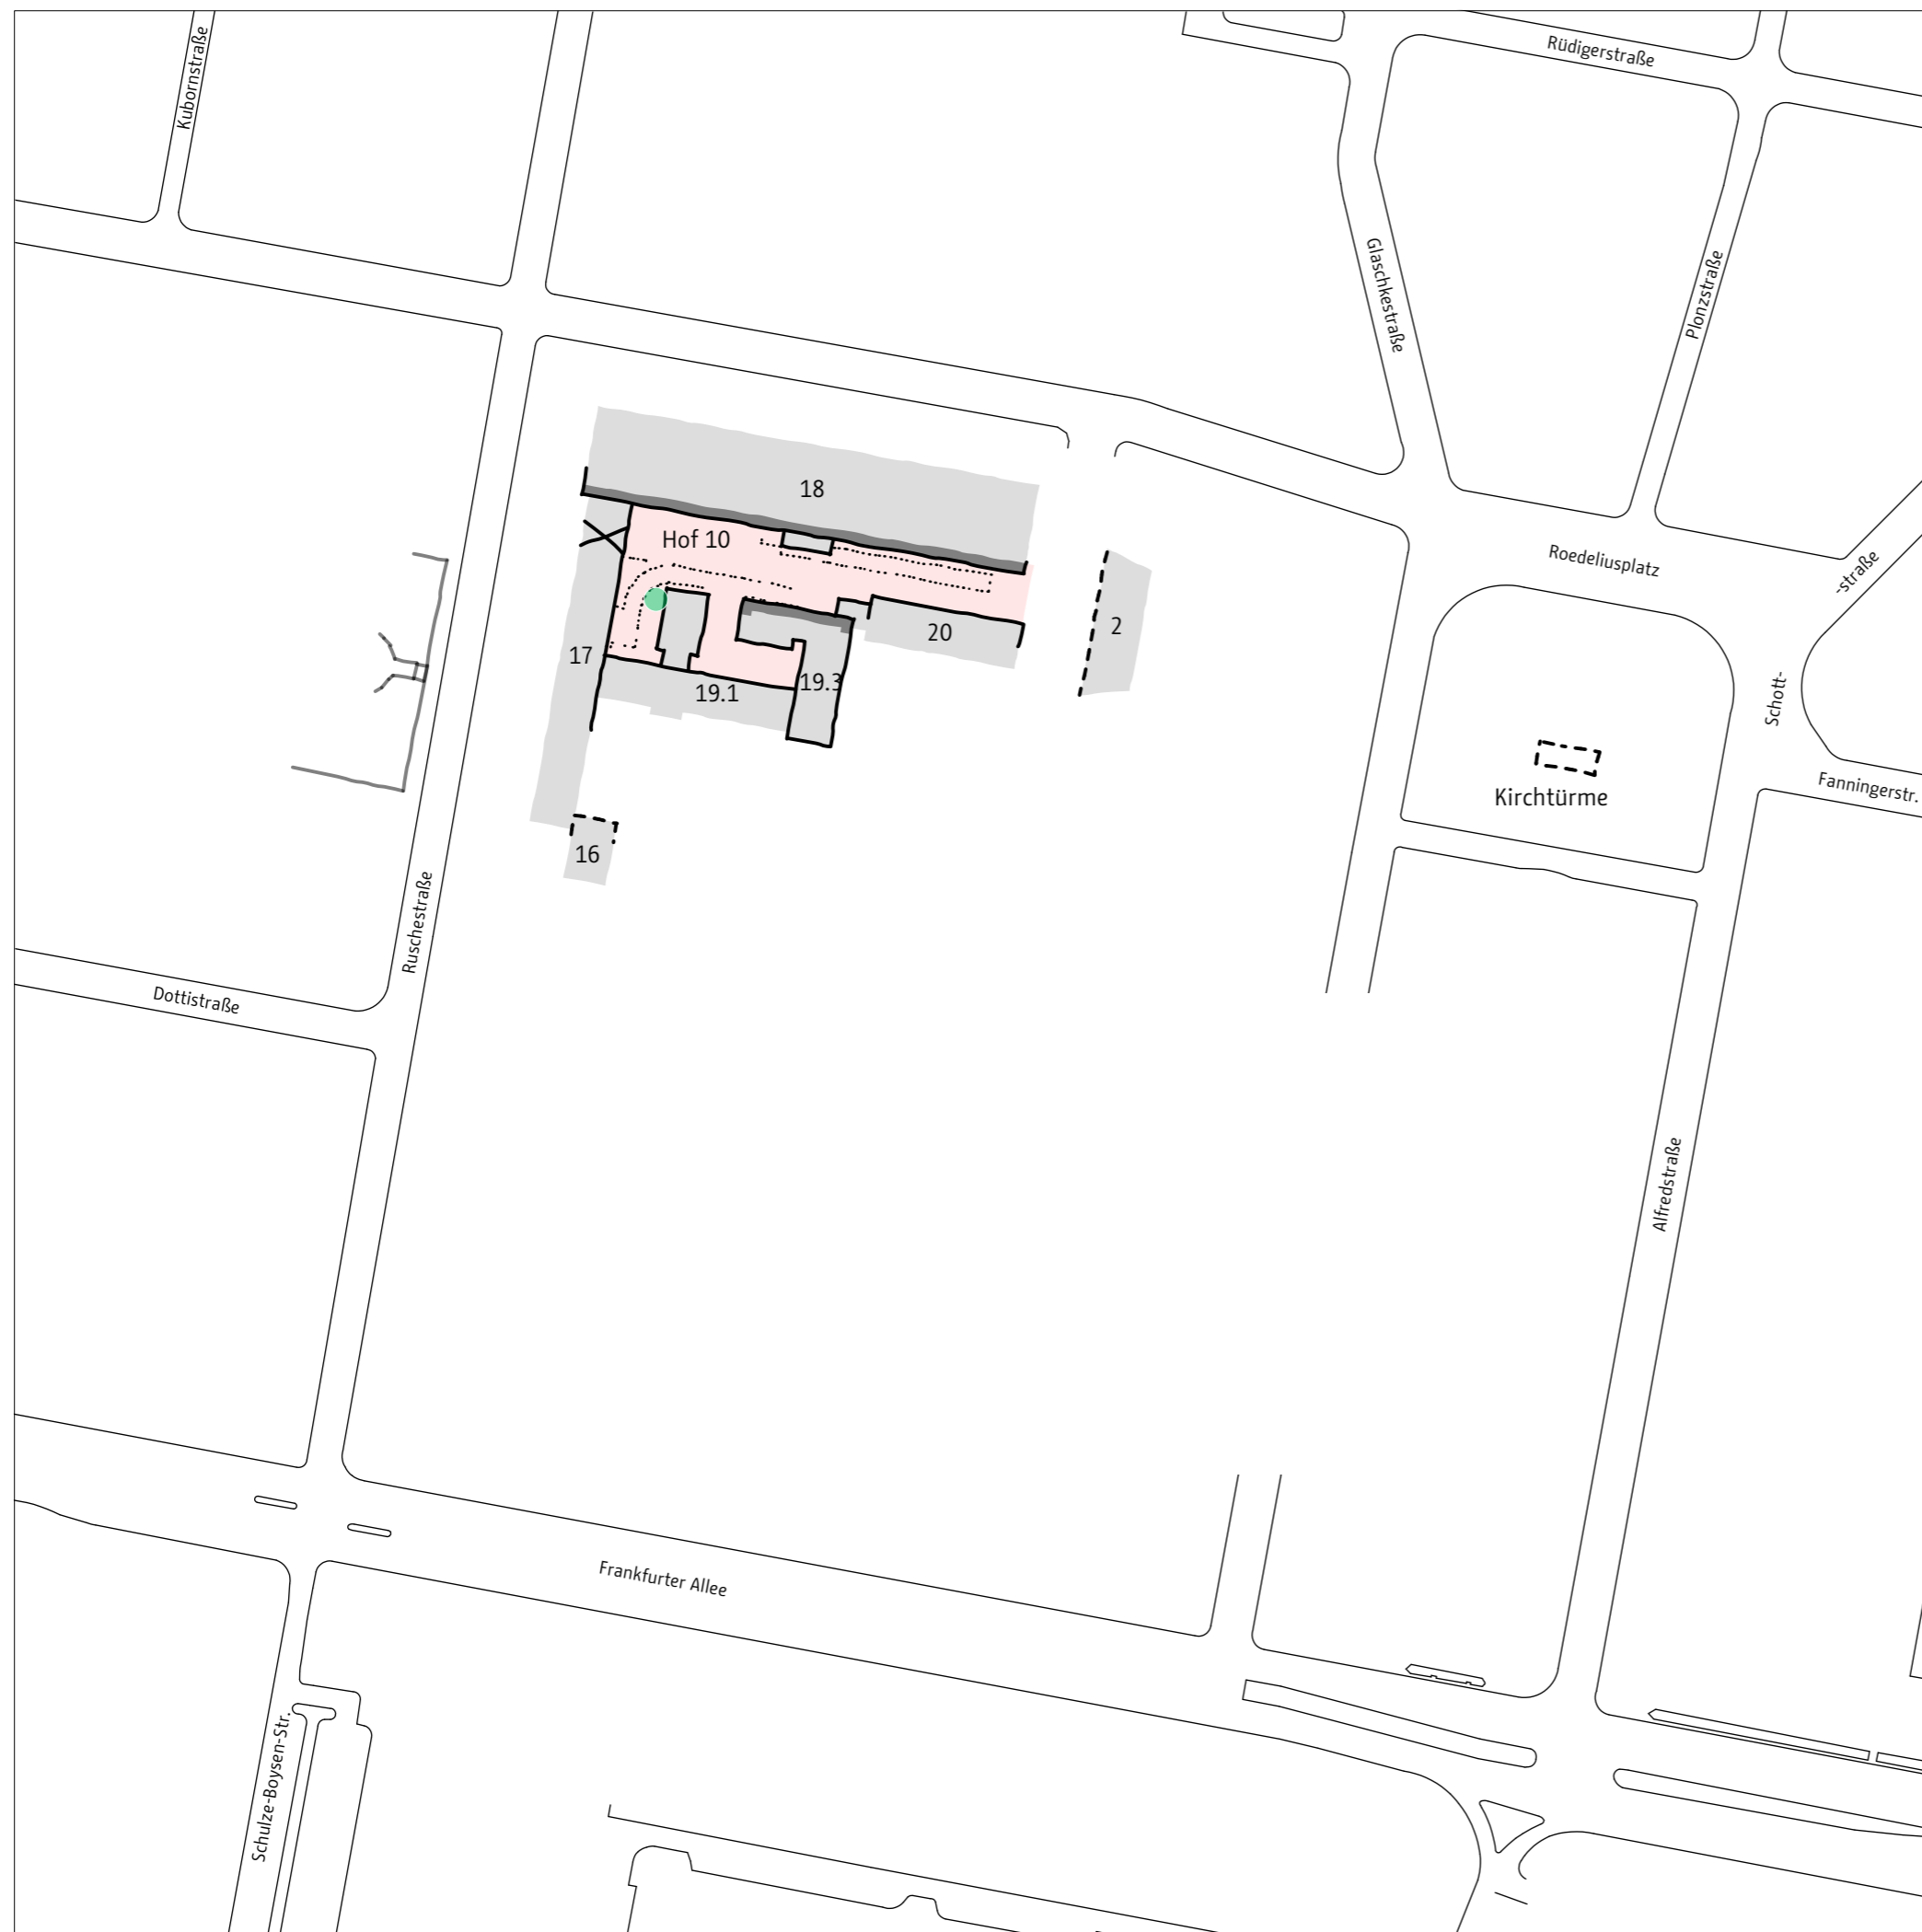 Kubornstraße
Rüdigerstraße
Glaschkestraße
Plonzstraße
18
Hof 10
Roedeliusplatz
-straße
2
20
17
19.1
19.3
Schott-
Kirchtürme
Fanningerstr.
16
Ruschestraße
Dottistraße
Alfredstraße
Frankfurter Allee
Schulze-Boysen-Str.